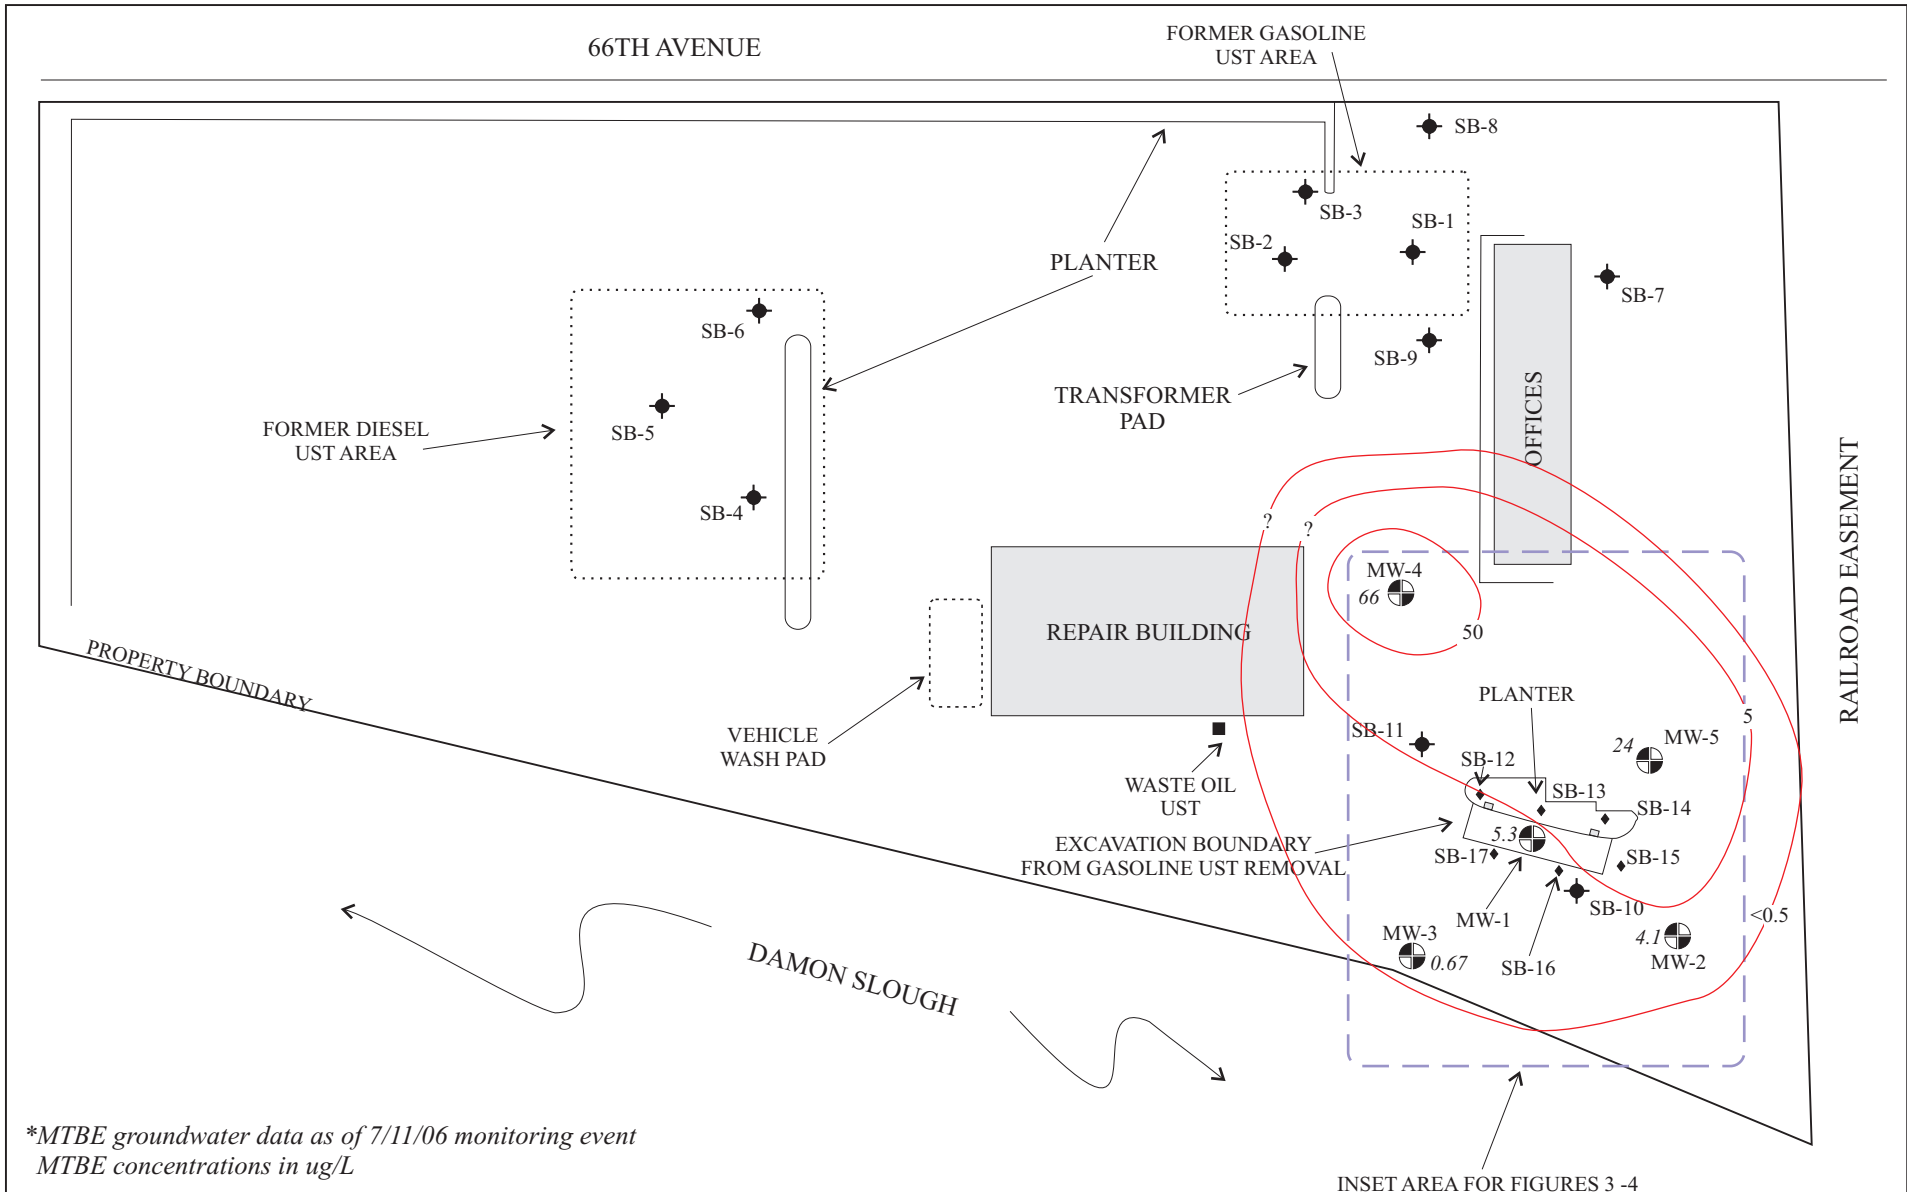 66TH AVENUE
FORMER GASOLINE
UST AREA
SB-8
SB-3
SB-1
SB-2
PLANTER
SB-7
SB-6
SB-9
TRANSFORMER
PAD
OFFICES
SB-5
FORMER DIESEL
UST AREA
SB-4
RAILROAD EASEMENT
?
?
MW-4
66
50
REPAIR BUILDING
PROPERTY BOUNDARY
PLANTER
5
SB-11
VEHICLE
WASH PAD
24
MW-5
SB-12
WASTE OIL
UST
SB-13
SB-14
5.3
EXCAVATION BOUNDARY
FROM GASOLINE UST REMOVAL
SB-17
SB-15
SB-10
MW-1
<0.5
MW-3
0.67
4.1
MW-2
SB-16
DAMON SLOUGH
*MTBE groundwater data as of 7/11/06 monitoring event
MTBE concentrations in ug/L
INSET AREA FOR FIGURES 3 -4